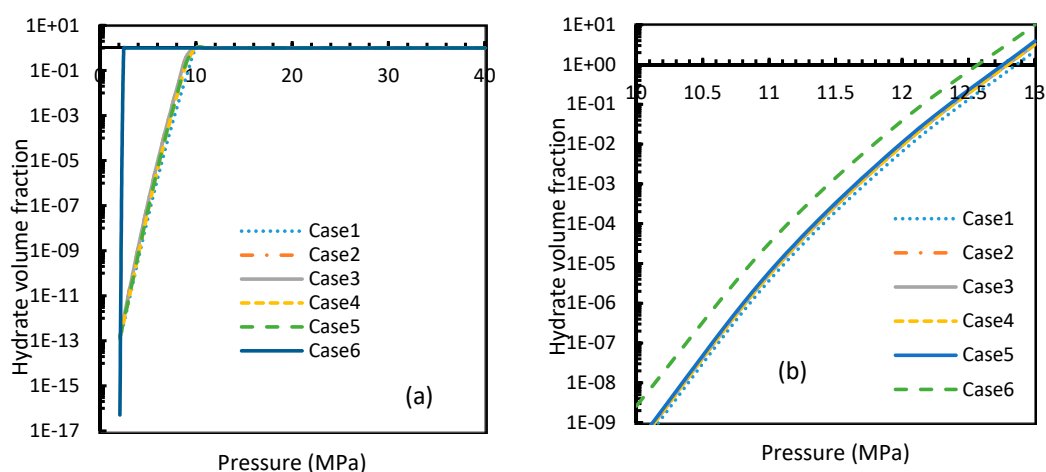 1E+01
1E-01
1E-03
1E-05
1E-07
1E-09
1E-11
1E-13
1E-15
1E-17
0
10
20
30
40
Hydrate volume fraction
Pressure (MPa)
Case1
Case2
Case3
Case4
Case5
Case6
(a)
1E+01
1E+00
1E-01
1E-02
1E-03
1E-04
1E-05
1E-06
1E-07
1E-08
1E-09
10
10.5
11
11.5
12
12.5
13
Hydrate volume fraction
Pressure (MPa)
Case1
Case2
Case3
Case4
Case5
Case6
(b)